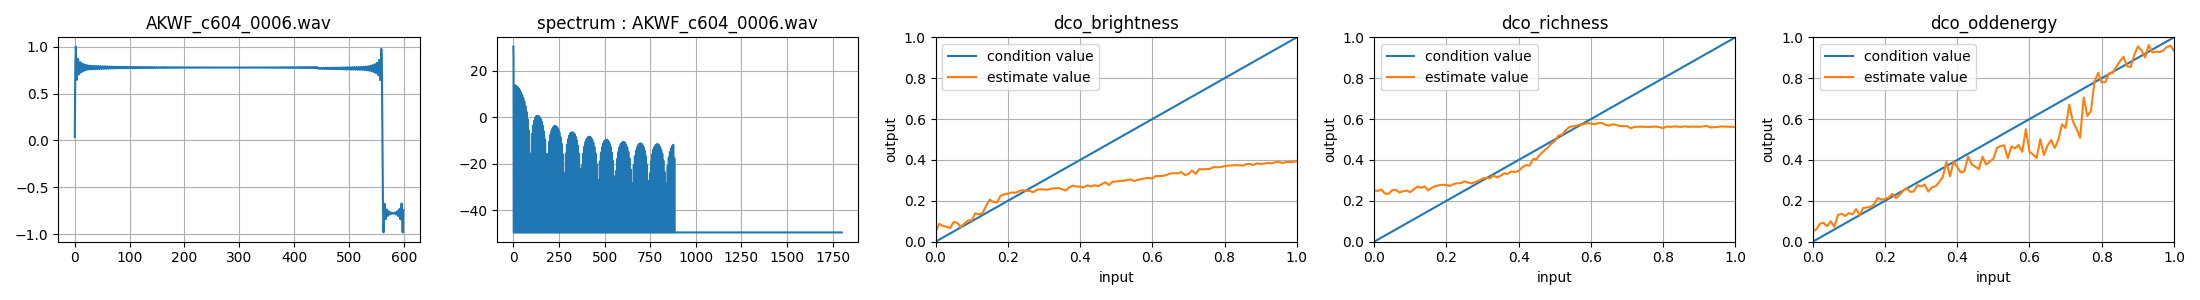 AKWF_c604_0006.wav
1.0
0.5
0.0
−0.5
−1.0
0 100 200 300 400 500 600
spectrum : AKWF_c604_0006.wav
20
0
−20
−40
0 250 500 750 1000 1250 1500 1750
dco_brightness
condition value
estimate value
output
1.0
0.8
0.6
0.4
0.2
0.0
0.0 0.2 0.4 0.6 0.8 1.0
input
dco_richness
condition value
estimate value
output
1.0
0.8
0.6
0.4
0.2
0.0
0.0 0.2 0.4 0.6 0.8 1.0
input
dco_oddenergy
condition value
estimate value
output
1.0
0.8
0.6
0.4
0.2
0.0
0.0 0.2 0.4 0.6 0.8 1.0
input